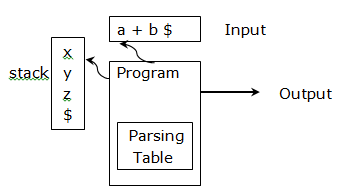 a + b $
Input
stack
x
y
z
$
Program
Output
Parsing
Table